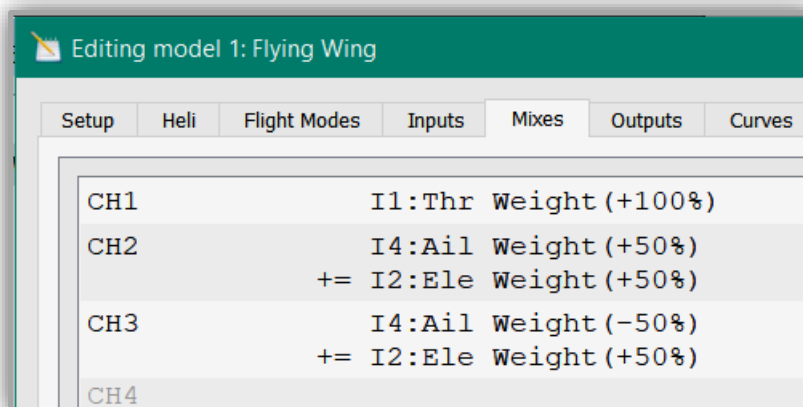 Editing model 1: Flying Wing
Setup Heli Flight Modes Inputs Mixes Outputs Curves
CH1 I1:Thr Weight(+100%)
CH2 I4:Ail Weight(+50%)
+= I2:Ele Weight(+50%)
CH3 I4:Ail Weight(-50%)
+= I2:Ele Weight(+50%)
CH4